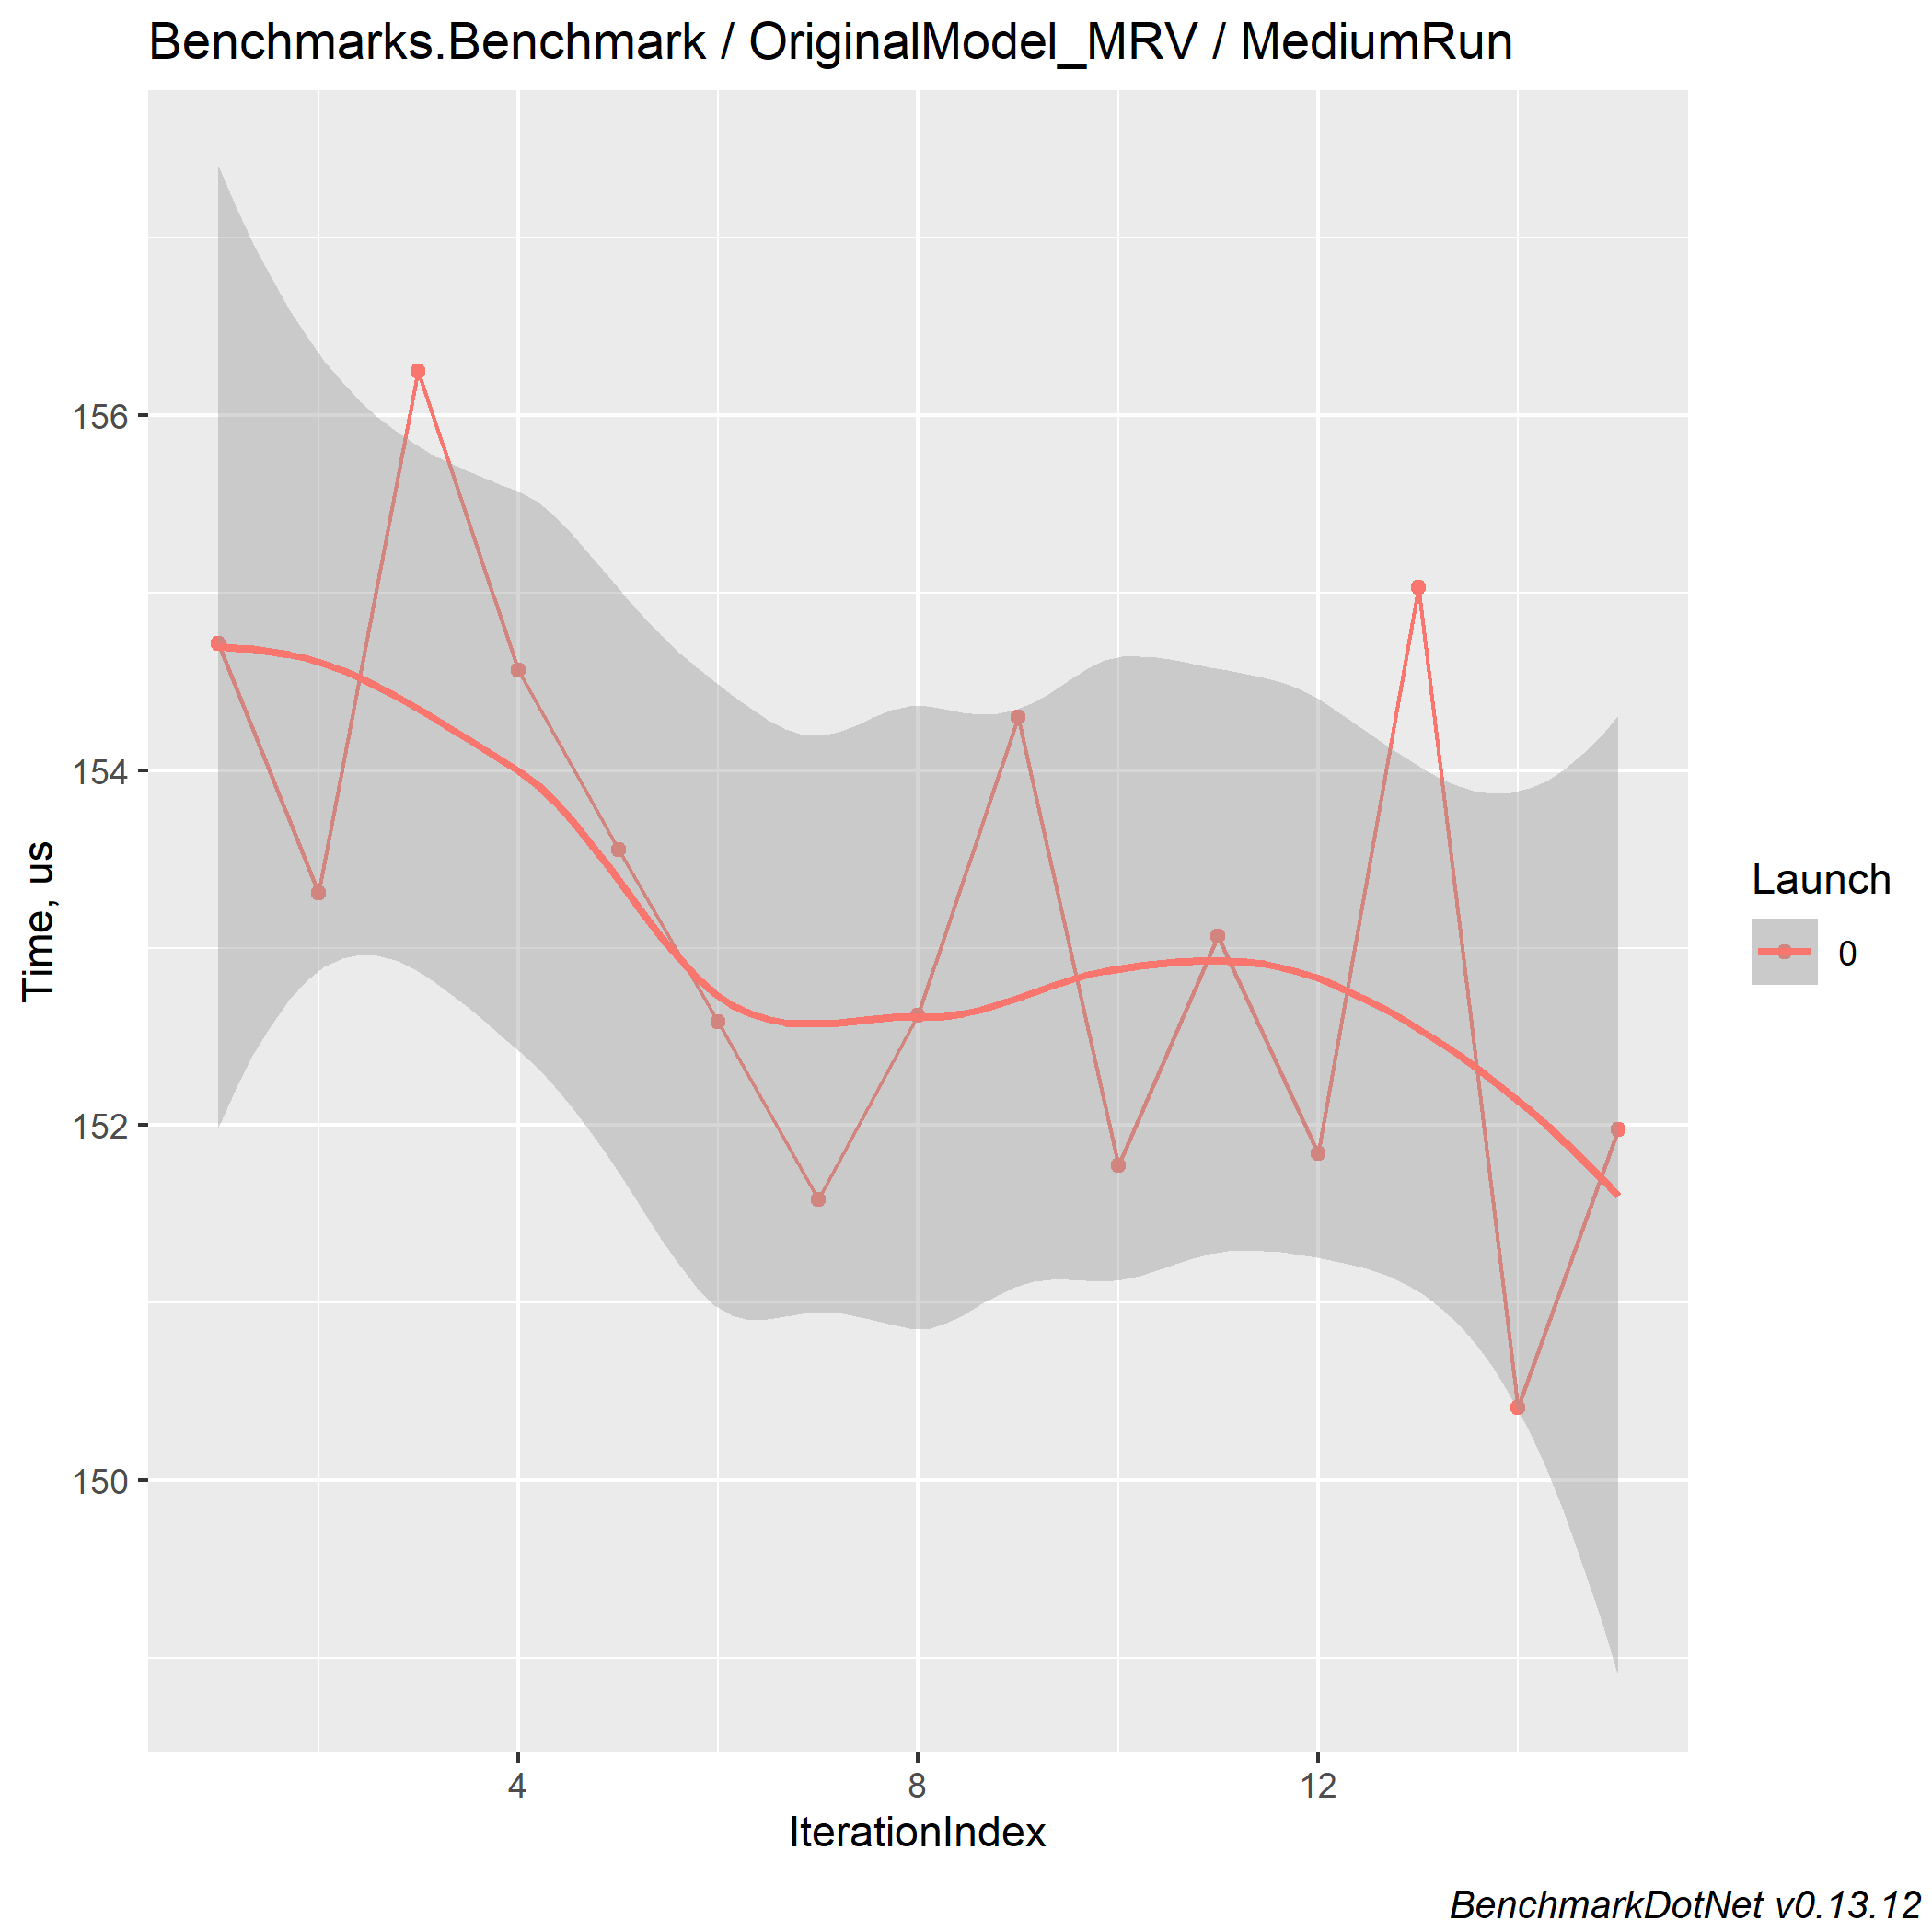 Benchmarks.Benchmark / OriginalModel_MRV / MediumRun
156
154
152
150
Time, us
4
8
12
IterationIndex
Launch
0
BenchmarkDotNet v0.13.12